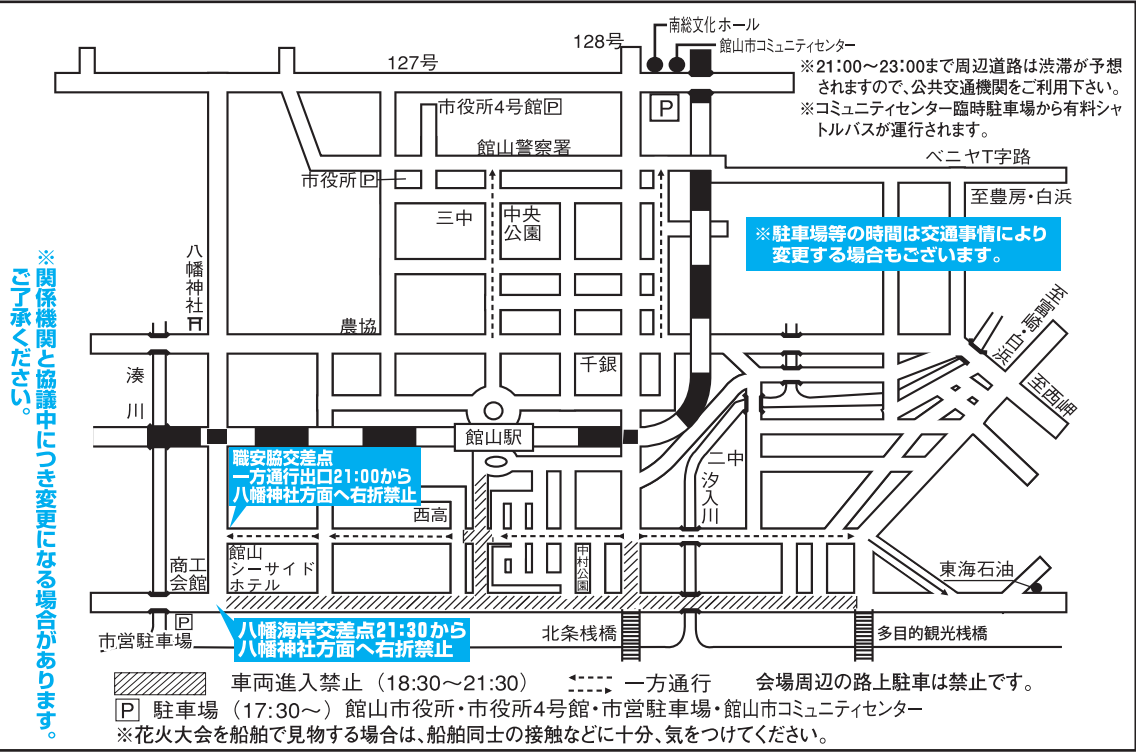 南総文化ホール
128号
館山市コミュニティセンター
127号
※21:00～23:00まで周辺道路は渋滞が予想
されますので、公共交通機関をご利用下さい。
※コミュニティセンター臨時駐車場から有料シャ
トルバスが運行されます。
市役所4号館P
P
館山警察署
ベニヤT字路
市役所P
至豊房・白浜
三中
中央
公園
※駐車場等の時間は交通事情により
変更する場合もございます。
※関係機関と協議中につき変更になる場合があります。
ご了承ください。
八幡神社
至富崎・白浜
農協
千銀
湊川
至西岬
館山駅
職安脇交差点
一方通行出口21:00から
八幡神社方面へ右折禁止
二中
汐入川
西高
商工
会館
館山
シーサイド
ホテル
中村公園
東海石油
P
市営駐車場
八幡海岸交差点21:30から
八幡神社方面へ右折禁止
北条桟橋
多目的観光桟橋
車両進入禁止（18:30～21:30）
一方通行
会場周辺の路上駐車は禁止です。
P 駐車場（17:30～）館山市役所・市役所4号館・市営駐車場・館山市コミュニティセンター
※花火大会を船舶で見物する場合は、船舶同士の接触などに十分、気をつけてください。